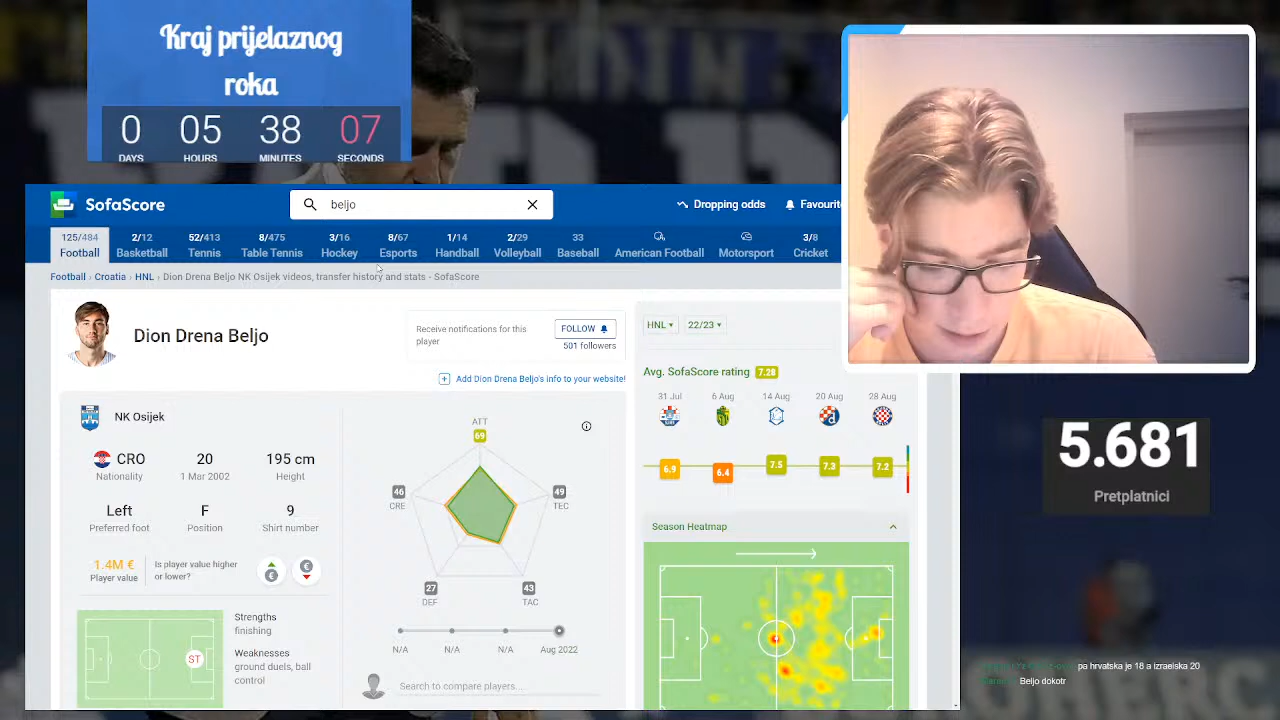 Kraj prijelaznog
roka
0 05 38 07
DAYS HOURS MINUTES SECONDS
SofaScore
beljo
Dropping odds
Favourit
125/484 2/12 52/413 8/475 3/16 8/67 1/14 2/29 33 3/8
Football Basketball Tennis Table Tennis Hockey Esports Handball Volleyball Baseball American Football Motorsport Cricket
Football › Croatia › HNL › Dion Drena Beljo NK Osijek videos, transfer history and stats - SofaScore
Dion Drena Beljo
Receive notifications for this
player
FOLLOW
501 followers
Add Dion Drena Beljo's info to your website!
NK Osijek
CRO 20 195 cm
Nationality 1 Mar 2002 Height
Left F 9
Preferred foot Position Shirt number
1.4M €
Player value
Is player value higher
or lower?
ST
Strengths
finishing
Weaknesses
ground duels, ball
control
ATT
69
46
CRE
49
TEC
27
DEF
43
TAC
N/A N/A N/A Aug 2022
Search to compare players...
HNL 22/23
Avg. SofaScore rating 7.28
31 Jul 6 Aug 14 Aug 20 Aug 28 Aug
6.9 6.4 7.5 7.3 7.2
Season Heatmap
5.681
Pretplatnici
pa hrvatska je 18 a izraelska 20
Beljo dokotr